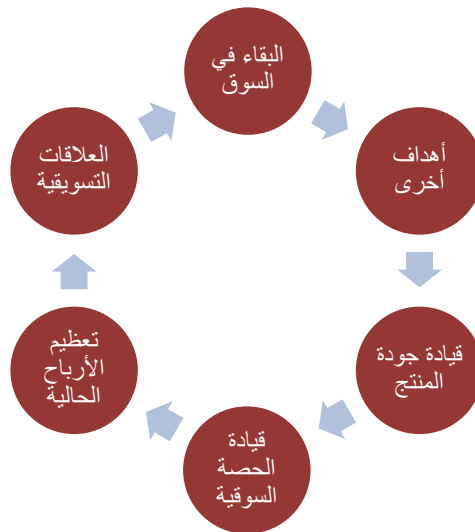 البقاء في
السوق
أهداف
أخرى
قيادة جودة
المنتج
قيادة
الحصة
السوقية
تعظيم
الأرباح
الحالية
العلاقات
التسويقية